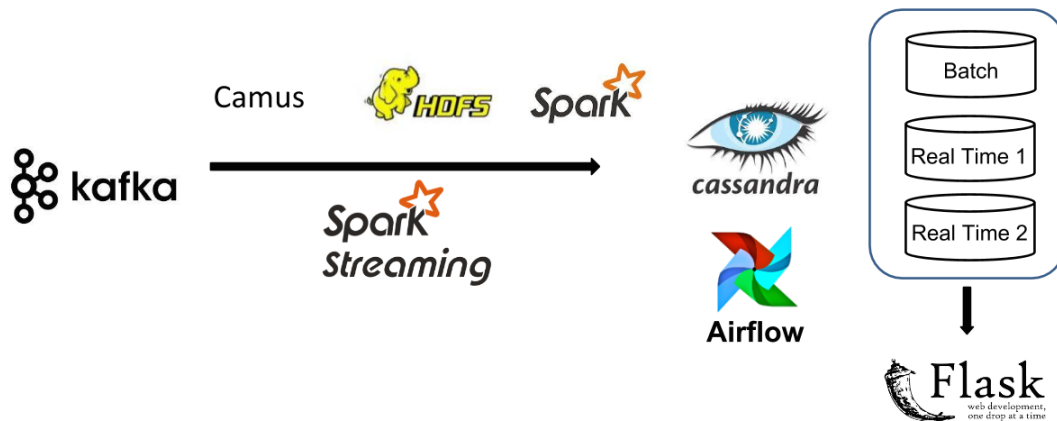 Camus
HDFS
Spark
kafka
Spark
Streaming
cassandra
Airflow
Batch
Real Time 1
Real Time 2
Flask
web development,
one drop at a time